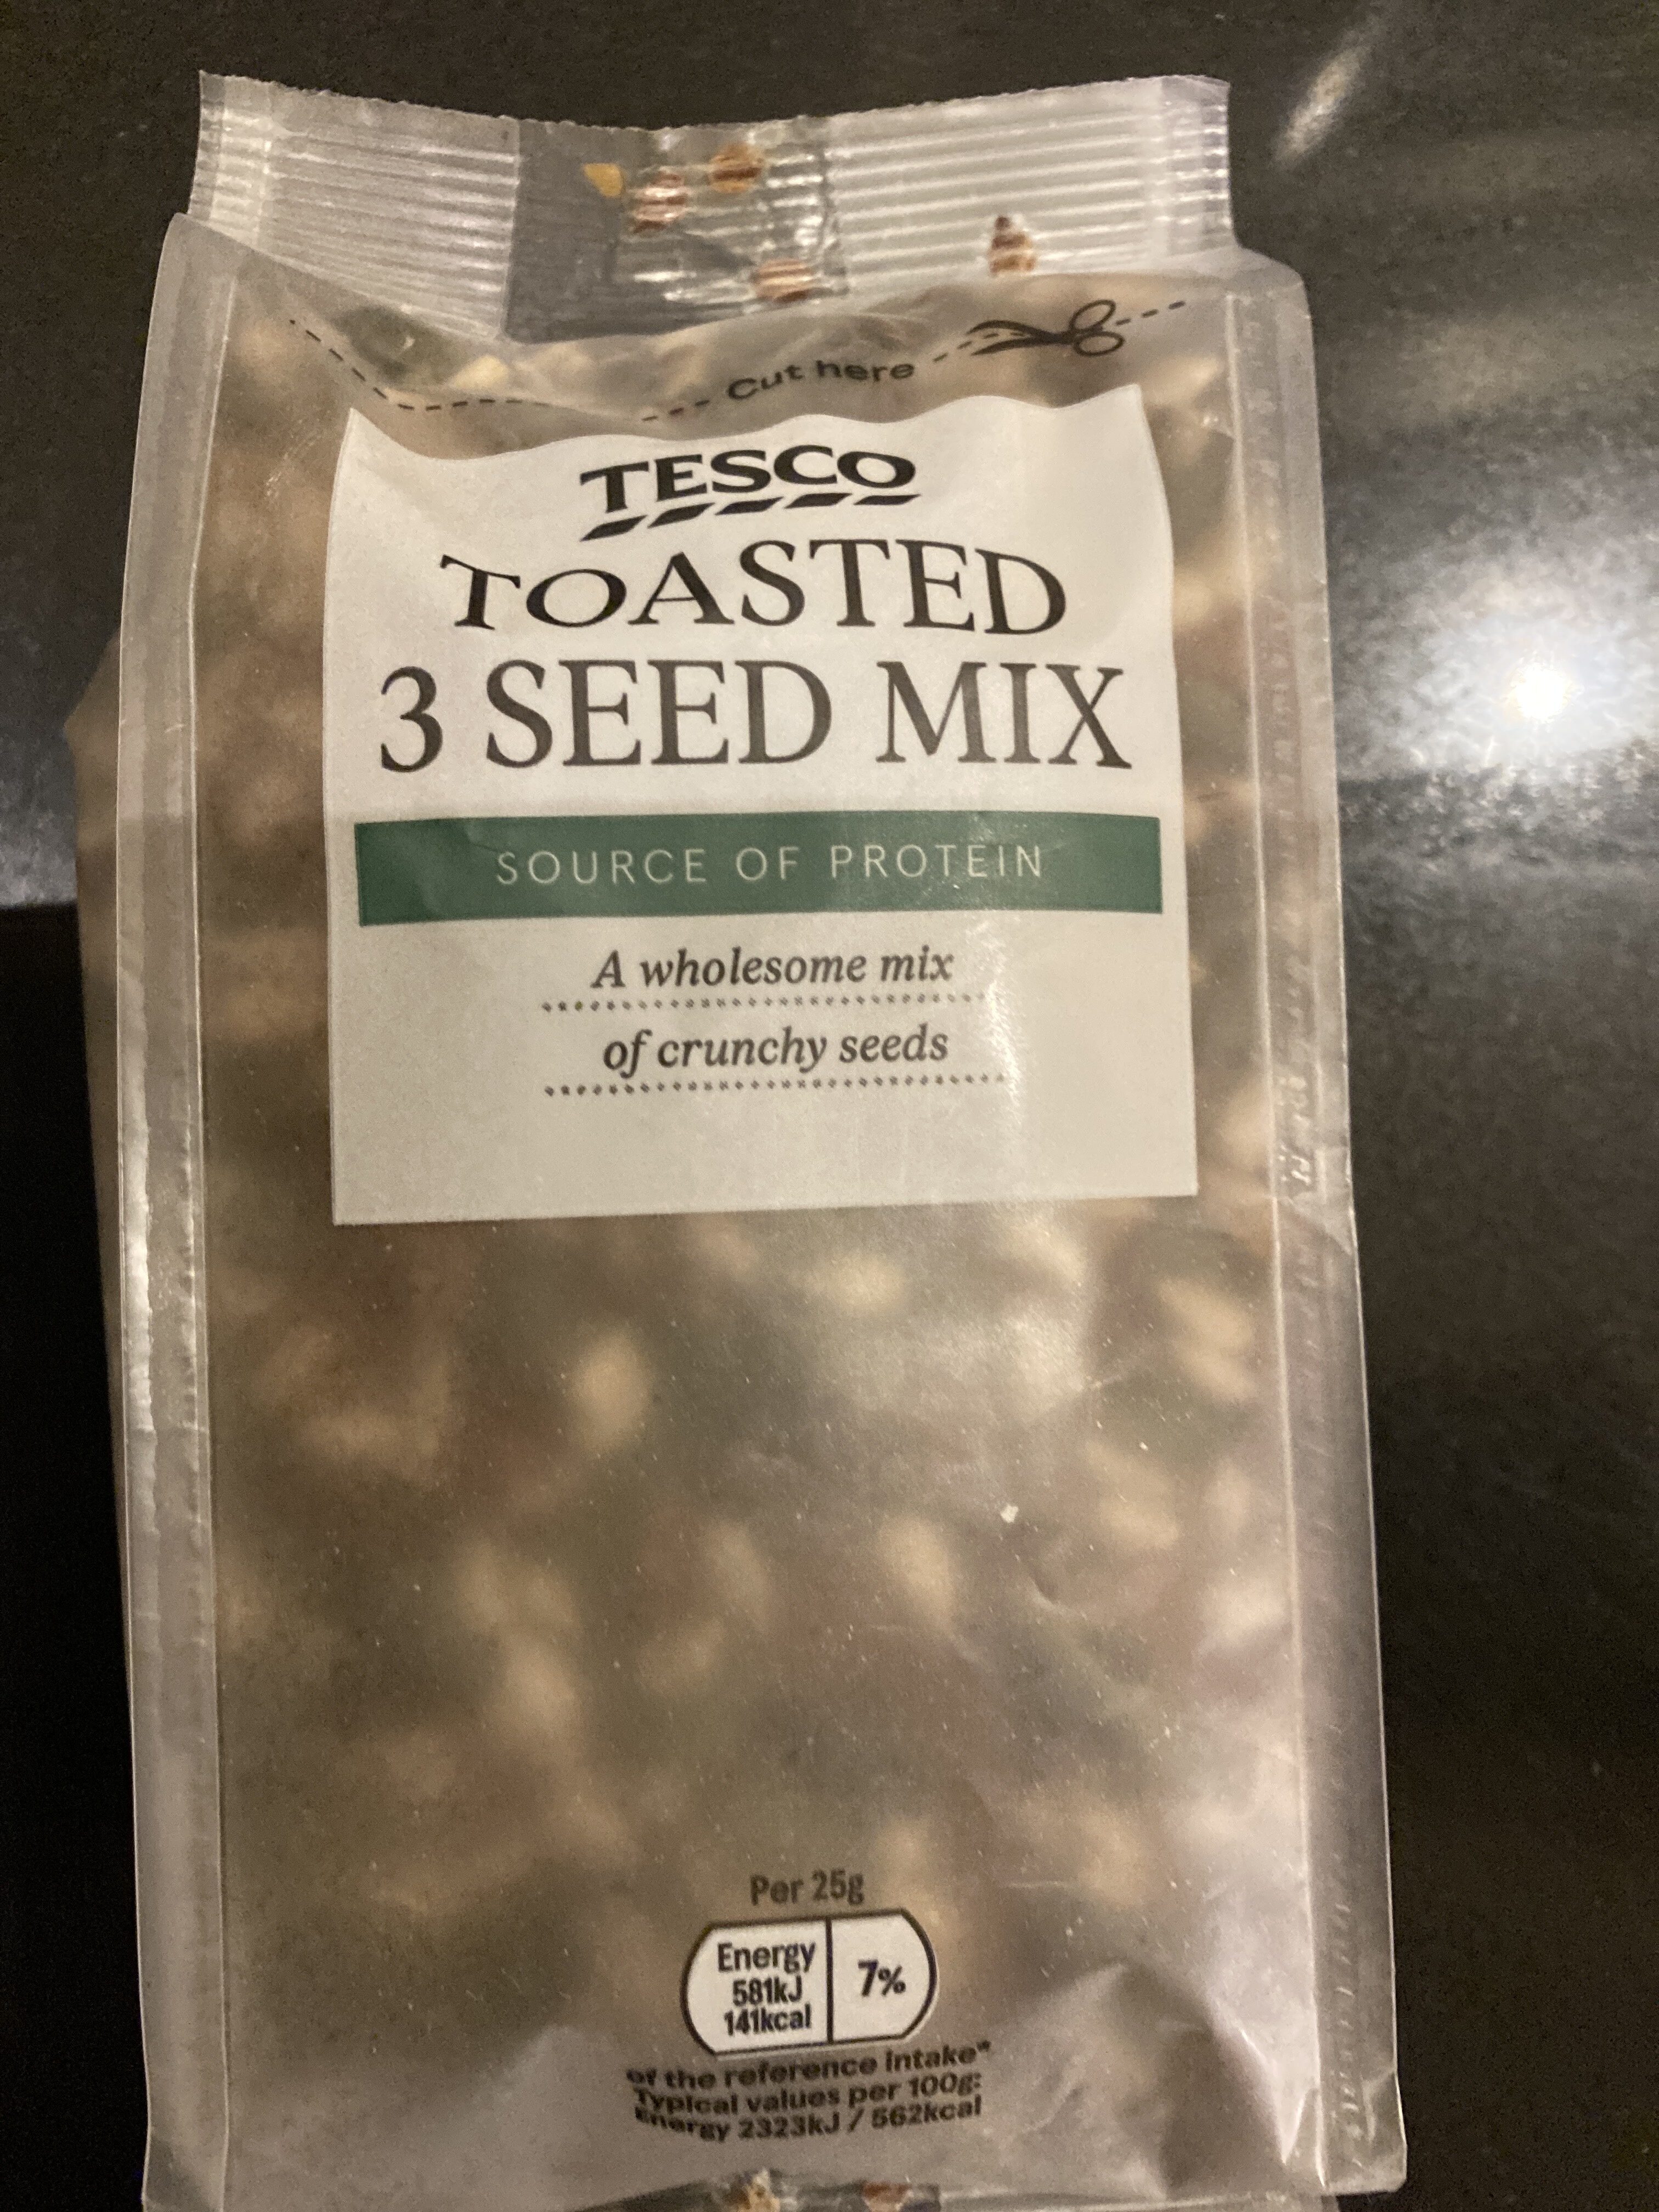 Cut here
TESCO
TOASTED
3 SEED MIX
SOURCE OF PROTEIN
A wholesome mix
of crunchy seeds
Per 25g
Energy
581kJ
141kcal
7%
of the reference intake*
Typical values per 100g:
Energy 2323kJ / 562kcal